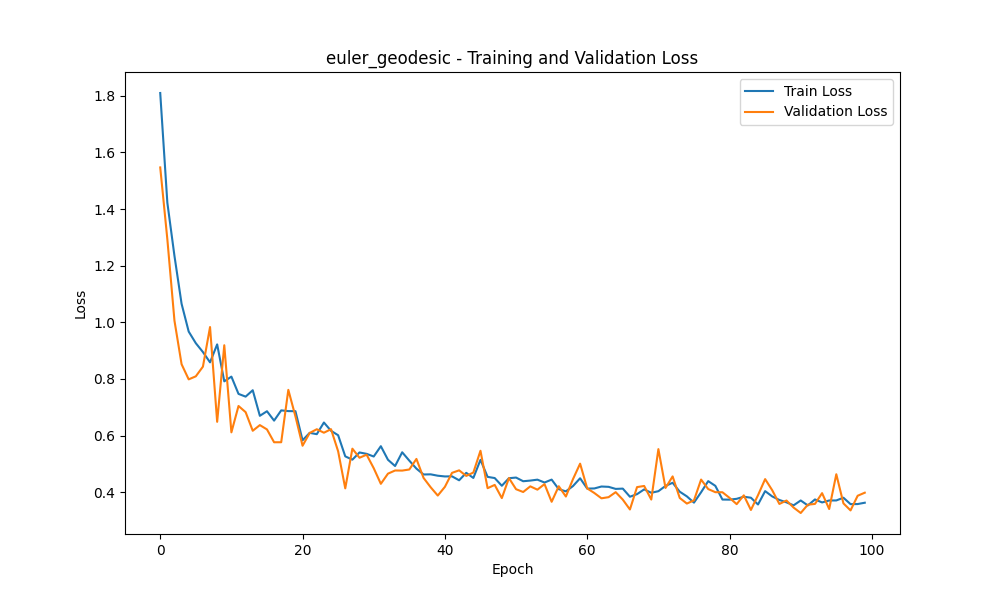 euler_geodesic - Training and Validation Loss
Train Loss
Validation Loss
Loss
1.8
1.6
1.4
1.2
1.0
0.8
0.6
0.4
0 20 40 60 80 100
Epoch